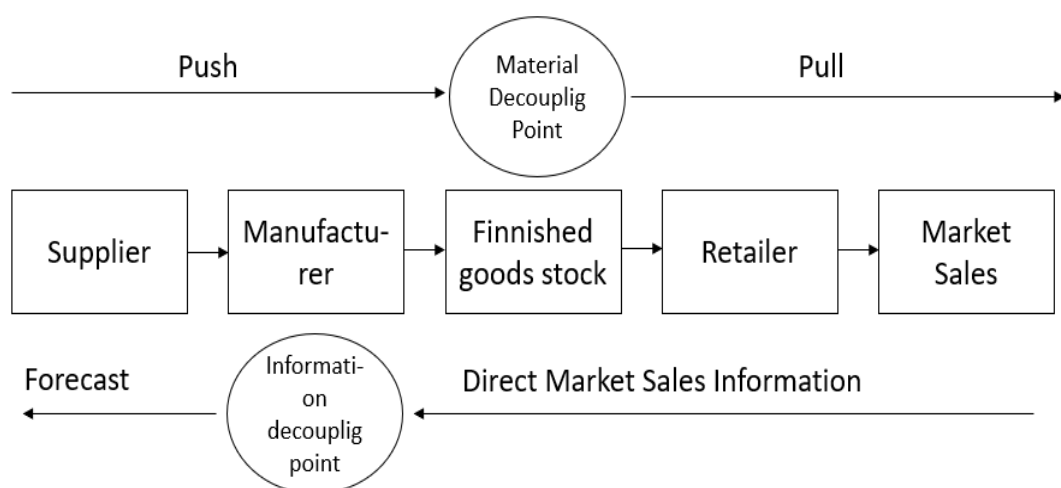 Push
Material
Decouplig
Point
Pull
Supplier
Manufactu-
rer
Finnished
goods stock
Retailer
Market
Sales
Forecast
Informati-
on
decouplig
point
Direct Market Sales Information